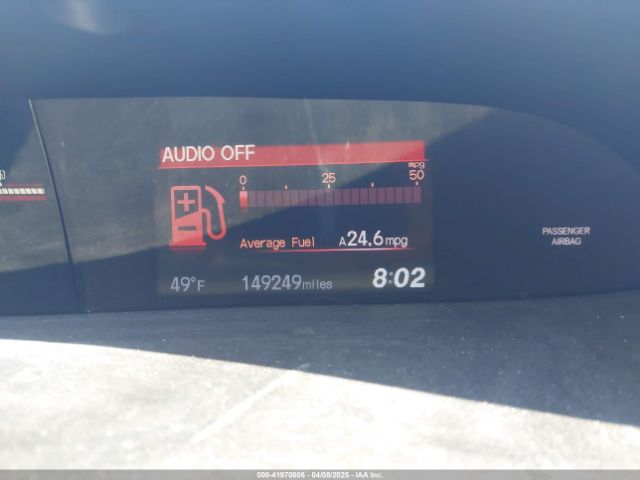 AUDIO OFF
mpg
0 25 50
Average Fuel A24.6mpg
49°F 149249miles 8:02
PASSENGER
AIRBAG
000-41970806 - 04/08/2025 - IAA Inc.